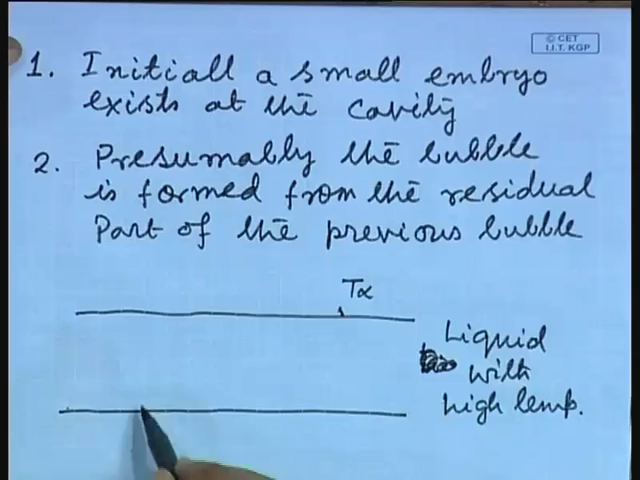 © CET
I.I.T. KGP
1. Initiall a small embryo
exists at the cavity
2. Presumally the bubble
is formed from the residual
Part of the previous bubble
T∝
Liquid
with
high temp.